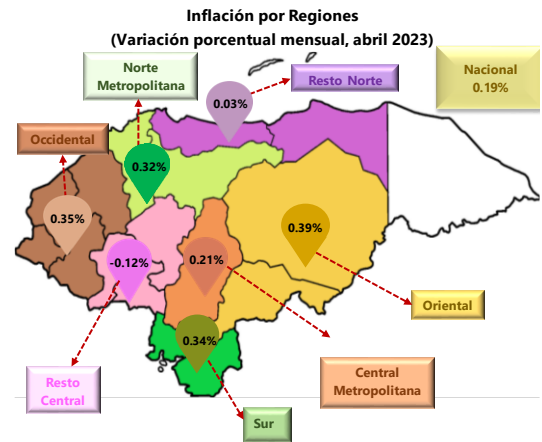 Inflación por Regiones
(Variación porcentual mensual, abril 2023)
Norte
Metropolitana
Resto Norte
Nacional
0.19%
0.03%
Occidental
0.32%
0.35%
0.39%
-0.12%
0.21%
Oriental
0.34%
Resto
Central
Central
Metropolitana
Sur